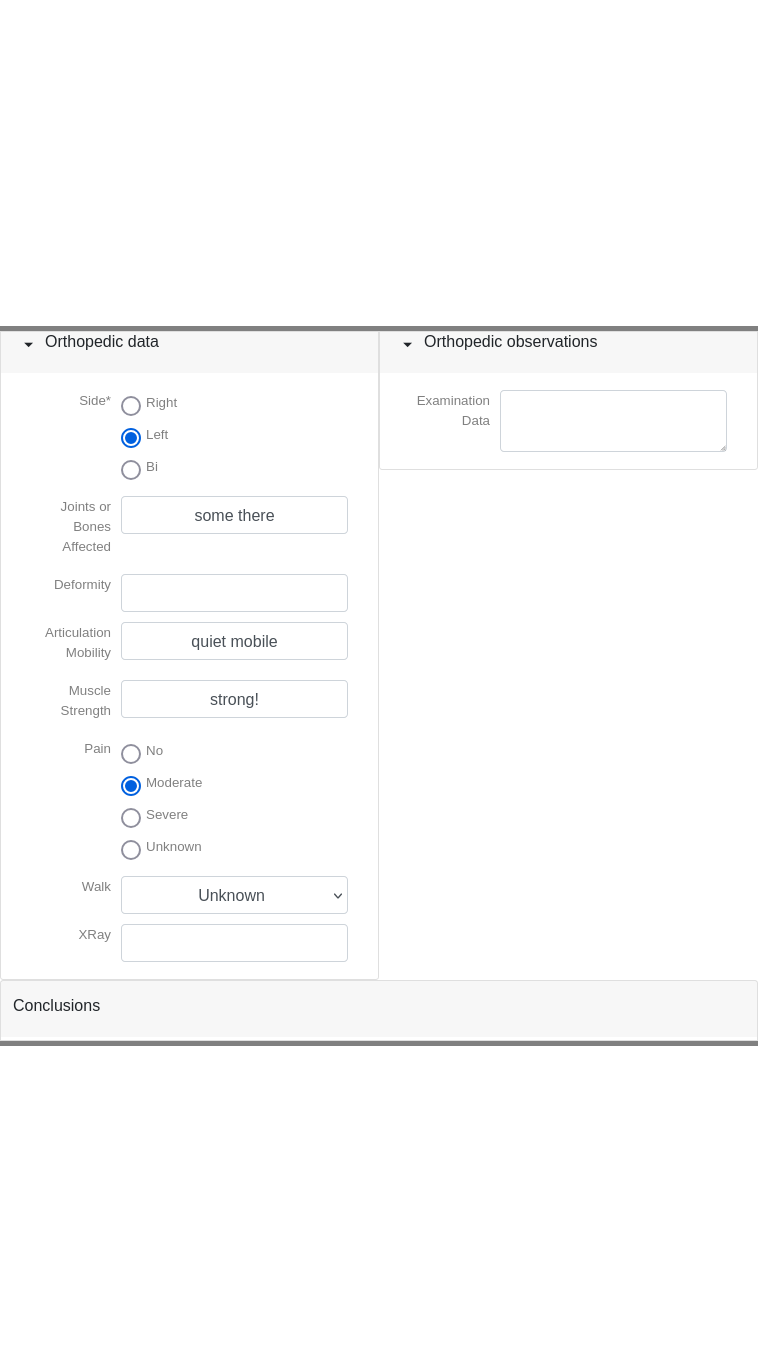 Orthopedic data
Side*
Right
Left
Bi
Joints or
Bones
Affected
some there
Deformity
Articulation
Mobility
quiet mobile
Muscle
Strength
strong!
Pain
No
Moderate
Severe
Unknown
Walk
Unknown
XRay
Orthopedic observations
Examination
Data
Conclusions